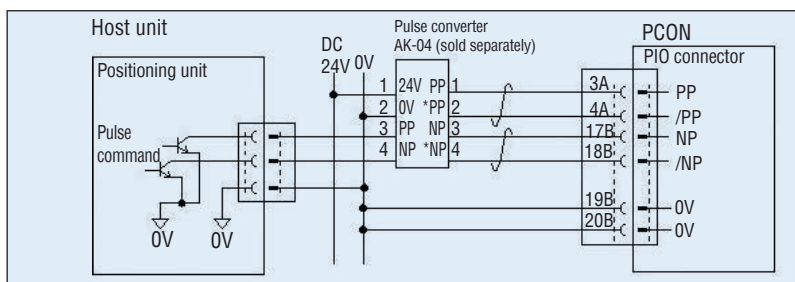 Host unit
Positioning unit
Pulse
command
0V
0V
DC
24V 0V
Pulse converter
AK-04 (sold separately)
1 24V PP 1
2 0V *PP 2
3 PP NP 3
4 NP *NP 4
PCON
PIO connector
3A PP
4A /PP
17B NP
18B /NP
19B 0V
20B 0V